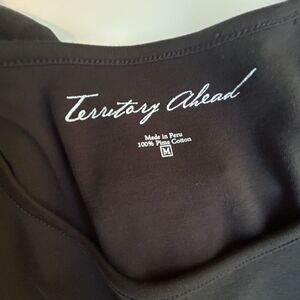 Territory Ahead
Made in Peru
100% Pima Cotton
M